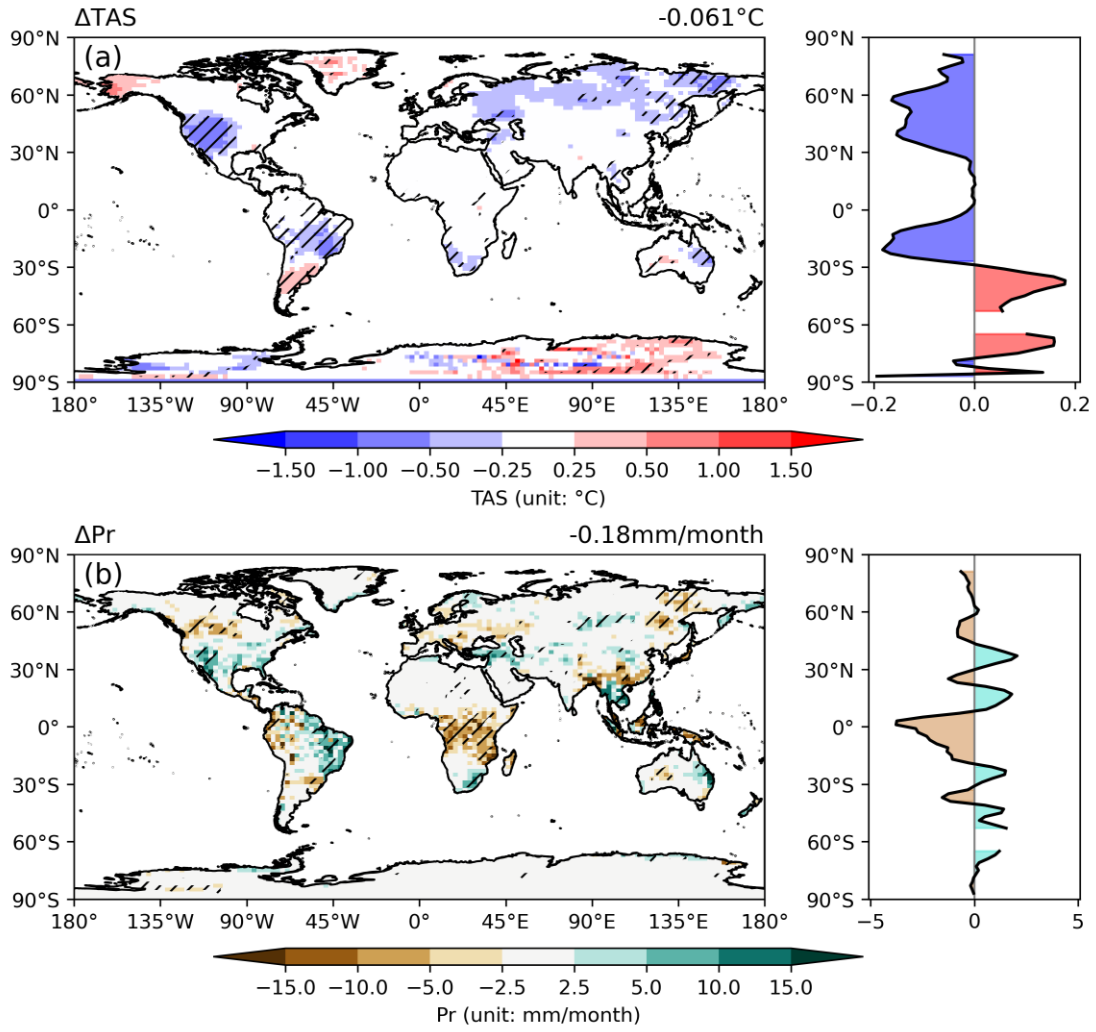 ΔTAS -0.061°C
(a)
90°N
60°N
30°N
0°
30°S
60°S
90°S
180° 135°W 90°W 45°W 0° 45°E 90°E 135°E 180°
−1.50 −1.00 −0.50 −0.25 0.25 0.50 1.00 1.50
TAS (unit: °C)
90°N
60°N
30°N
0°
30°S
60°S
90°S
−0.2 0.0 0.2
ΔPr -0.18mm/month
(b)
90°N
60°N
30°N
0°
30°S
60°S
90°S
180° 135°W 90°W 45°W 0° 45°E 90°E 135°E 180°
−15.0 −10.0 −5.0 −2.5 2.5 5.0 10.0 15.0
Pr (unit: mm/month)
90°N
60°N
30°N
0°
30°S
60°S
90°S
−5 0 5